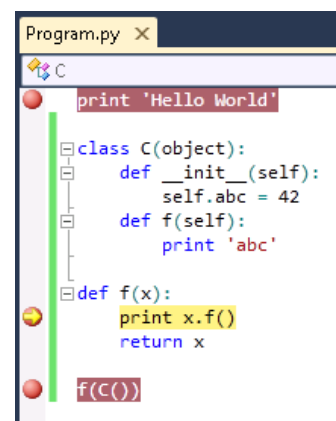 Program.py
C
print 'Hello World'
class C(object):
    def __init__(self):
        self.abc = 42
    def f(self):
        print 'abc'
def f(x):
    print x.f()
    return x
f(C())